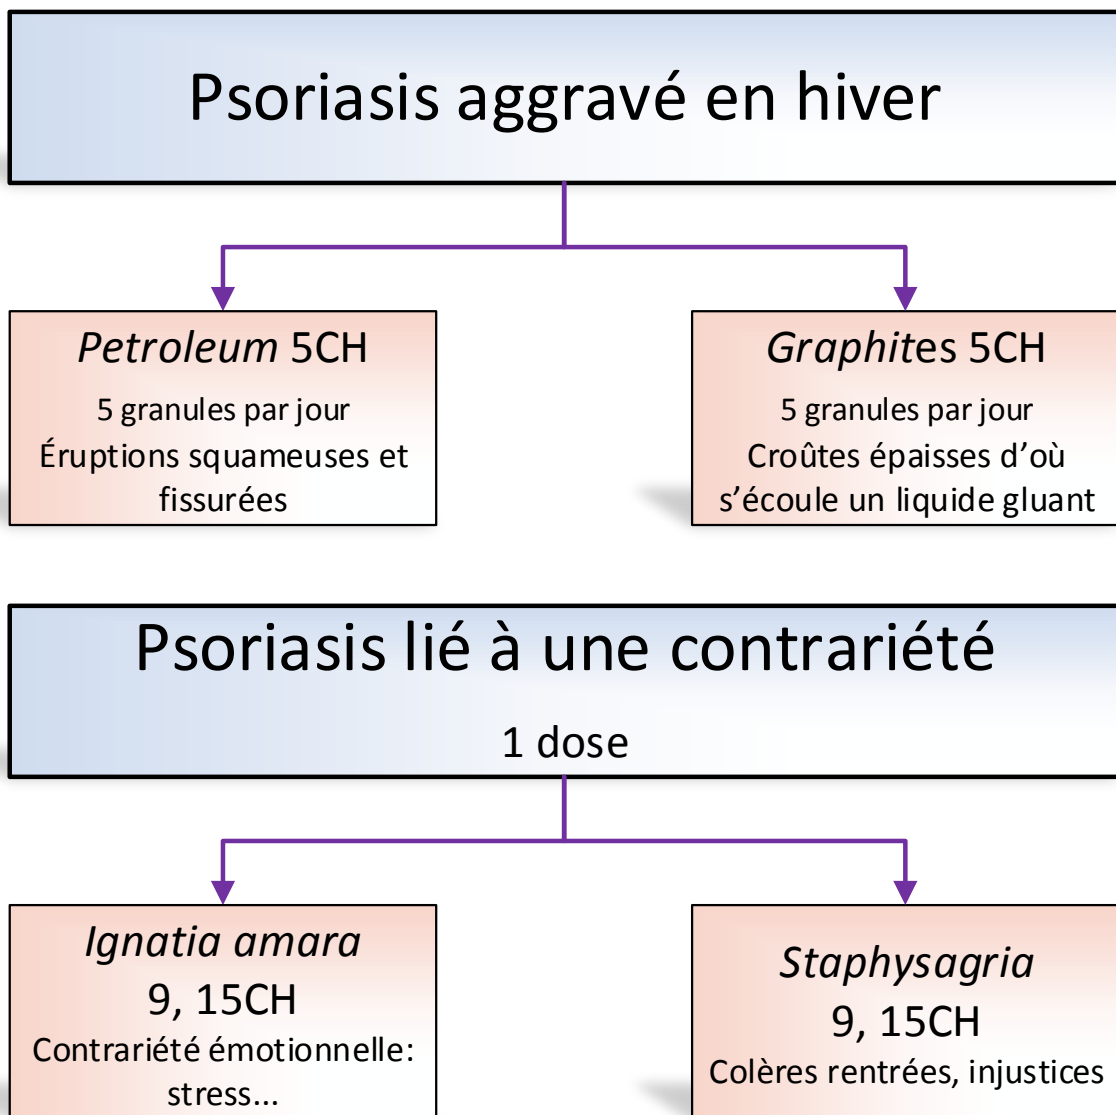 Psoriasis aggravé en hiver
Petroleum 5CH
5 granules par jour
Éruptions squameuses et
fissurées
Graphites 5CH
5 granules par jour
Croûtes épaisses d’où
s’écoule un liquide gluant
Psoriasis lié à une contrariété
1 dose
Ignatia amara
9, 15CH
Contrariété émotionnelle:
stress...
Staphysagria
9, 15CH
Colères rentrées, injustices